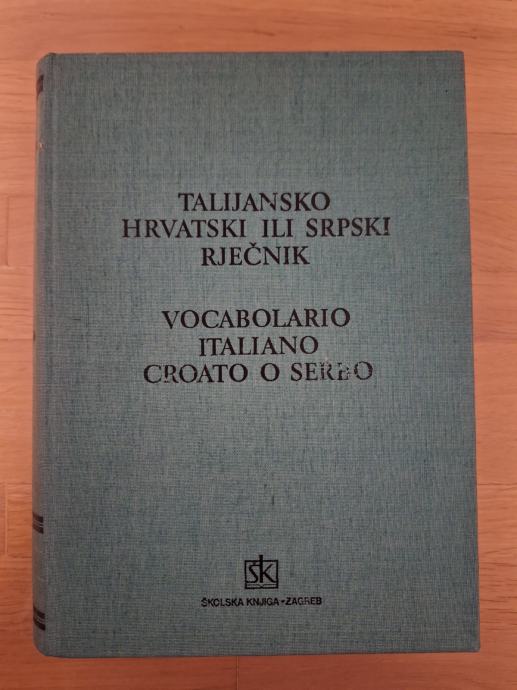 TALIJANSKO
HRVATSKI ILI SRPSKI
RJEČNIK
VOCABOLARIO
ITALIANO
CROATO O SERBO
ŠK
ŠKOLSKA KNJIGA-ZAGREB